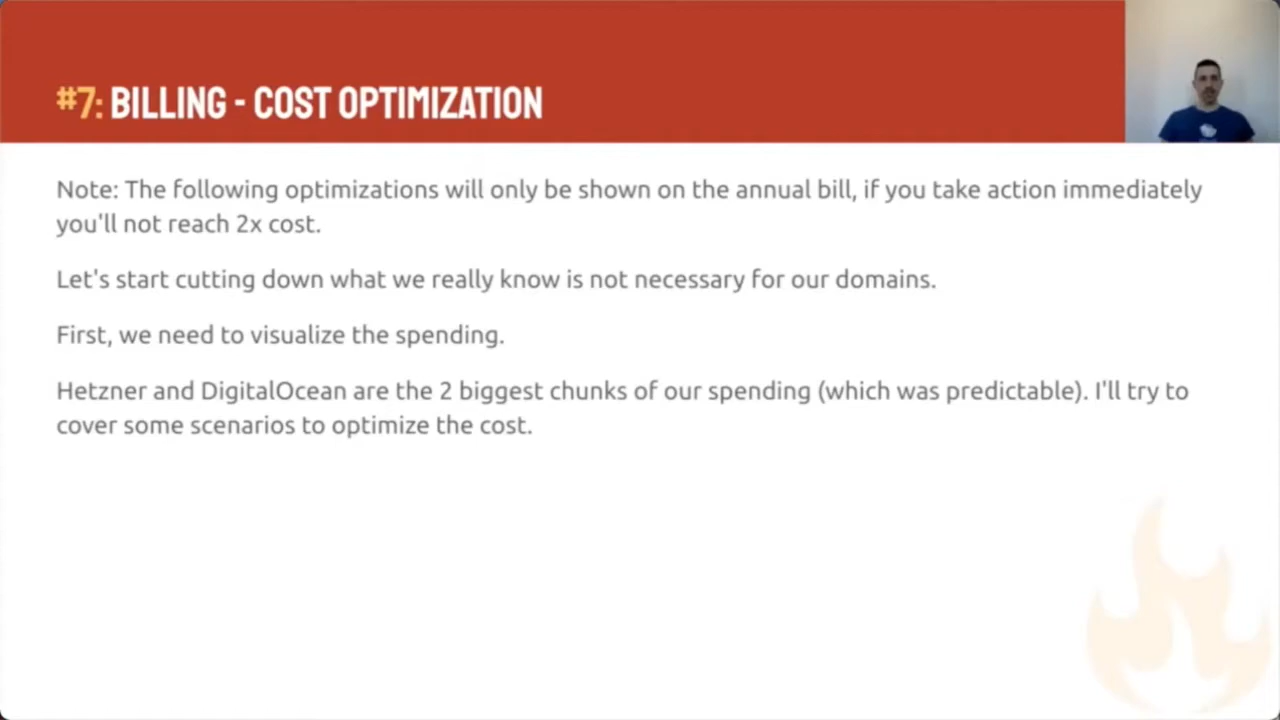 #7: BILLING - COST OPTIMIZATION
Note: The following optimizations will only be shown on the annual bill, if you take action immediately
you'll not reach 2x cost.
Let's start cutting down what we really know is not necessary for our domains.
First, we need to visualize the spending.
Hetzner and DigitalOcean are the 2 biggest chunks of our spending (which was predictable). I'll try to
cover some scenarios to optimize the cost.